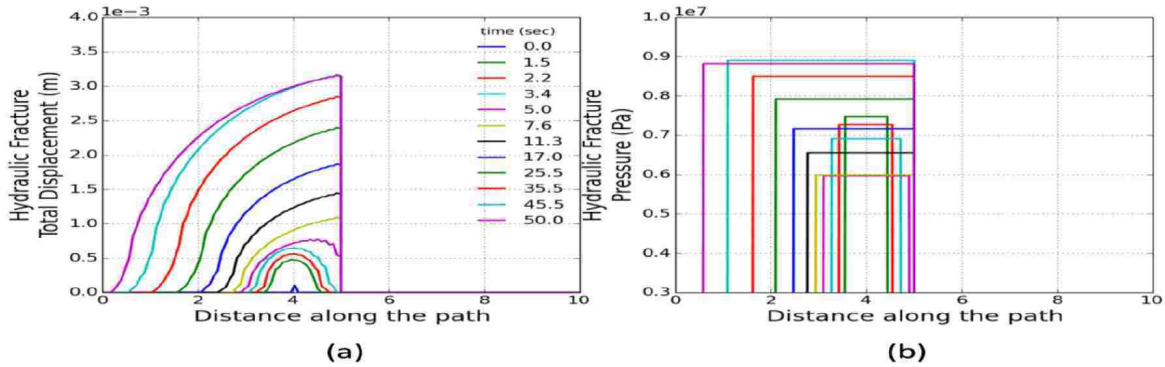 1e−3
4.0
3.5
3.0
2.5
2.0
1.5
1.0
0.5
0.0
0 2 4 6 8 10
Hydraulic Fracture
Total Displacement (m)
Distance along the path
time (sec)
0.0
1.5
2.2
3.4
5.0
7.6
11.3
17.0
25.5
35.5
45.5
50.0
(a)
1e7
1.0
0.9
0.8
0.7
0.6
0.5
0.4
0.3
0 2 4 6 8 10
Hydraulic Fracture
Pressure (Pa)
Distance along the path
(b)